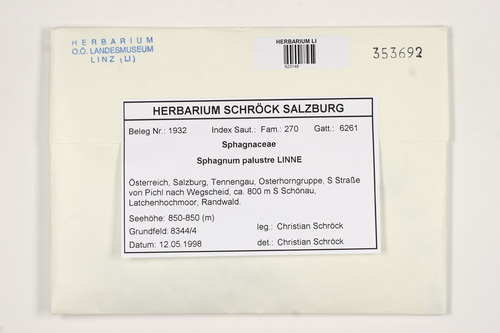 HERBARIUM
O.Ö. LANDESMUSEUM
LINZ (LI)
HERBARIUM LI
353692
HERBARIUM SCHRÖCK SALZBURG
Beleg Nr.: 1932 Index Saut.: Fam.: 270 Gatt.: 6261
Sphagnaceae
Sphagnum palustre LINNE
Österreich, Salzburg, Tennengau, Osterhorngruppe, S Straße
von Pichl nach Wegscheid, ca. 800 m S Schönau,
Latchenhochmoor, Randwald.
Seehöhe: 850-850 (m)
Grundfeld: 8344/4 leg.: Christian Schröck
Datum: 12.05.1998 det.: Christian Schröck